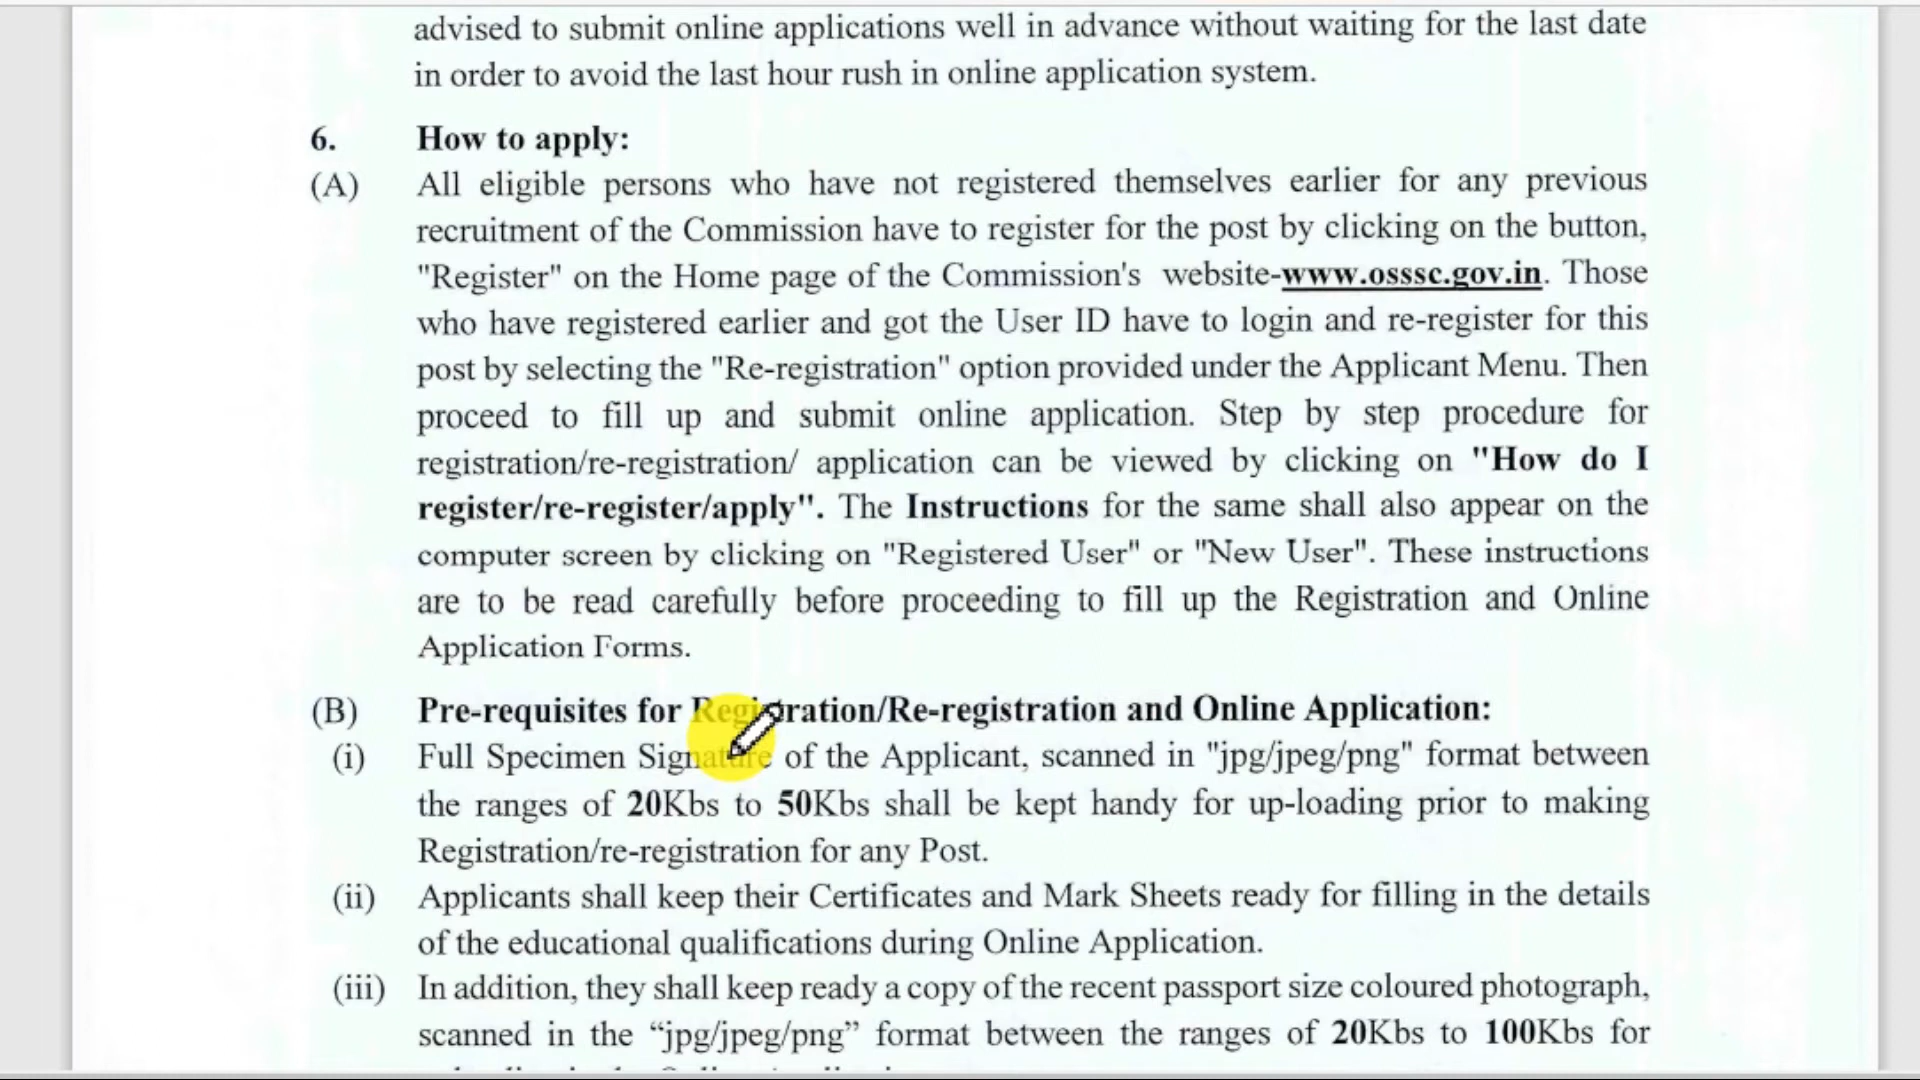 advised to submit online applications well in advance without waiting for the last date
in order to avoid the last hour rush in online application system.
6. How to apply:
(A) All eligible persons who have not registered themselves earlier for any previous
recruitment of the Commission have to register for the post by clicking on the button,
"Register" on the Home page of the Commission's website-www.osssc.gov.in. Those
who have registered earlier and got the User ID have to login and re-register for this
post by selecting the "Re-registration" option provided under the Applicant Menu. Then
proceed to fill up and submit online application. Step by step procedure for
registration/re-registration/ application can be viewed by clicking on "How do I
register/re-register/apply". The Instructions for the same shall also appear on the
computer screen by clicking on "Registered User" or "New User". These instructions
are to be read carefully before proceeding to fill up the Registration and Online
Application Forms.
(B) Pre-requisites for Registration/Re-registration and Online Application:
(i) Full Specimen Signature of the Applicant, scanned in "jpg/jpeg/png" format between
the ranges of 20Kbs to 50Kbs shall be kept handy for up-loading prior to making
Registration/re-registration for any Post.
(ii) Applicants shall keep their Certificates and Mark Sheets ready for filling in the details
of the educational qualifications during Online Application.
(iii) In addition, they shall keep ready a copy of the recent passport size coloured photograph,
scanned in the “jpg/jpeg/png” format between the ranges of 20Kbs to 100Kbs for